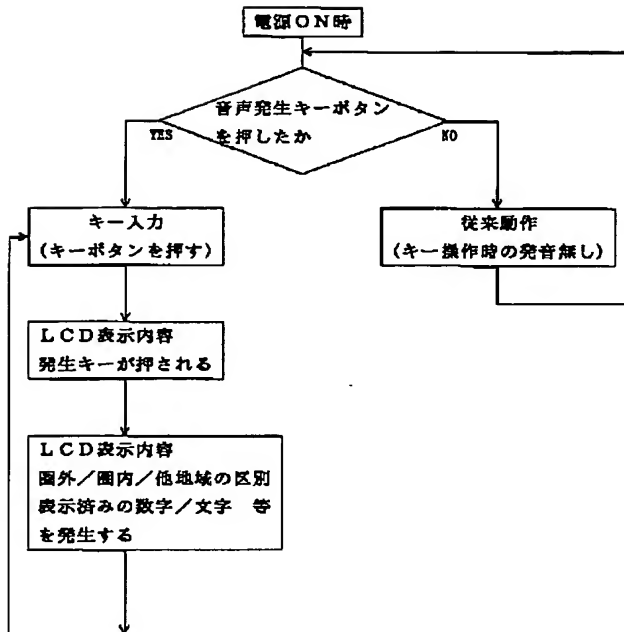 電源ON時
音声発生キーボタン
を押したか
YES
NO
キー入力
(キーボタンを押す)
従来動作
(キー操作時の発音無し)
LCD表示内容
発生キーが押される
LCD表示内容
圏外/圏内/他地域の区別
表示済みの数字/文字 等
を発生する